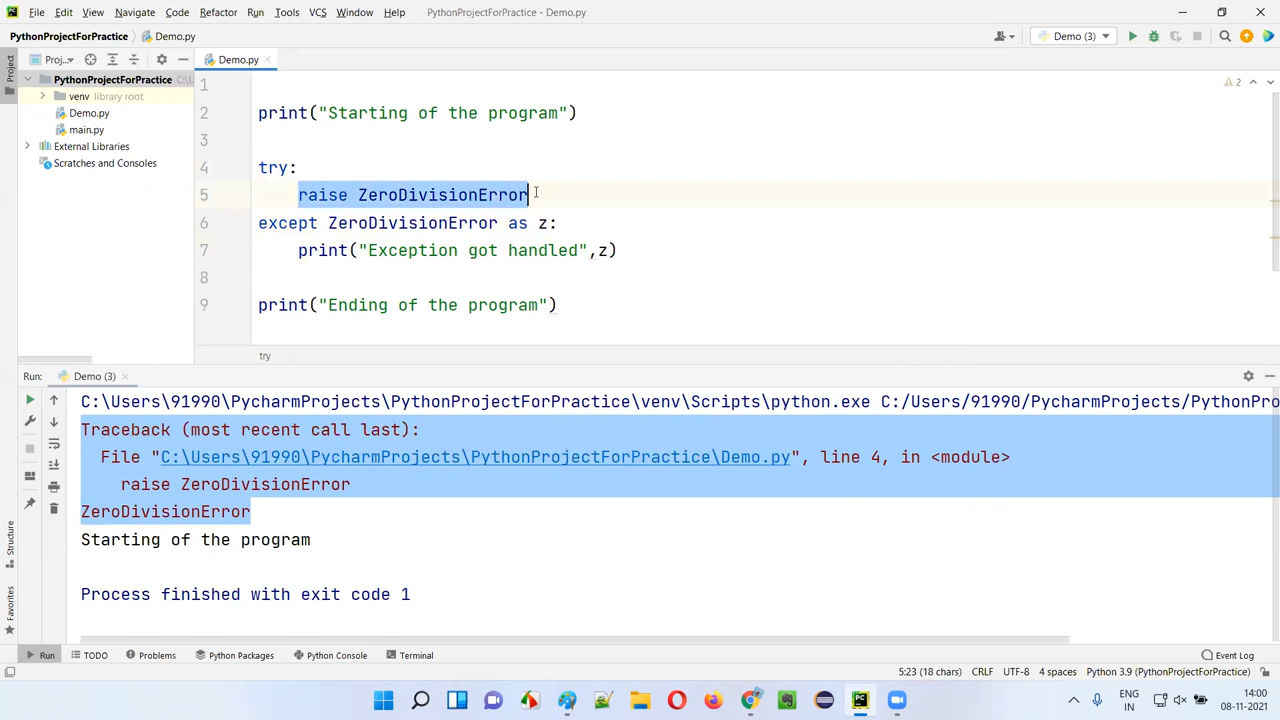 File Edit View Navigate Code Refactor Run Tools VCS Window Help PythonProjectForPractice - Demo.py
PythonProjectForPractice Demo.py Demo (3)
Project
Proj... Demo.py
PythonProjectForPractice C:\U
venv library root
Demo.py
main.py
External Libraries
Scratches and Consoles
1
2 print("Starting of the program")
3
4 try:
5 raise ZeroDivisionError
6 except ZeroDivisionError as z:
7 print("Exception got handled",z)
8
9 print("Ending of the program")
2
try
Run: Demo (3)
C:\Users\91990\PycharmProjects\PythonProjectForPractice\venv\Scripts\python.exe C:/Users/91990/PycharmProjects/PythonPro
Traceback (most recent call last):
File "C:\Users\91990\PycharmProjects\PythonProjectForPractice\Demo.py", line 4, in <module>
raise ZeroDivisionError
ZeroDivisionError
Starting of the program
Process finished with exit code 1
Structure
Favorites
Run TODO Problems Python Packages Python Console Terminal Event Log
5:23 (18 chars) CRLF UTF-8 4 spaces Python 3.9 (PythonProjectForPractice)
ENG 14:00
IN 08-11-2021